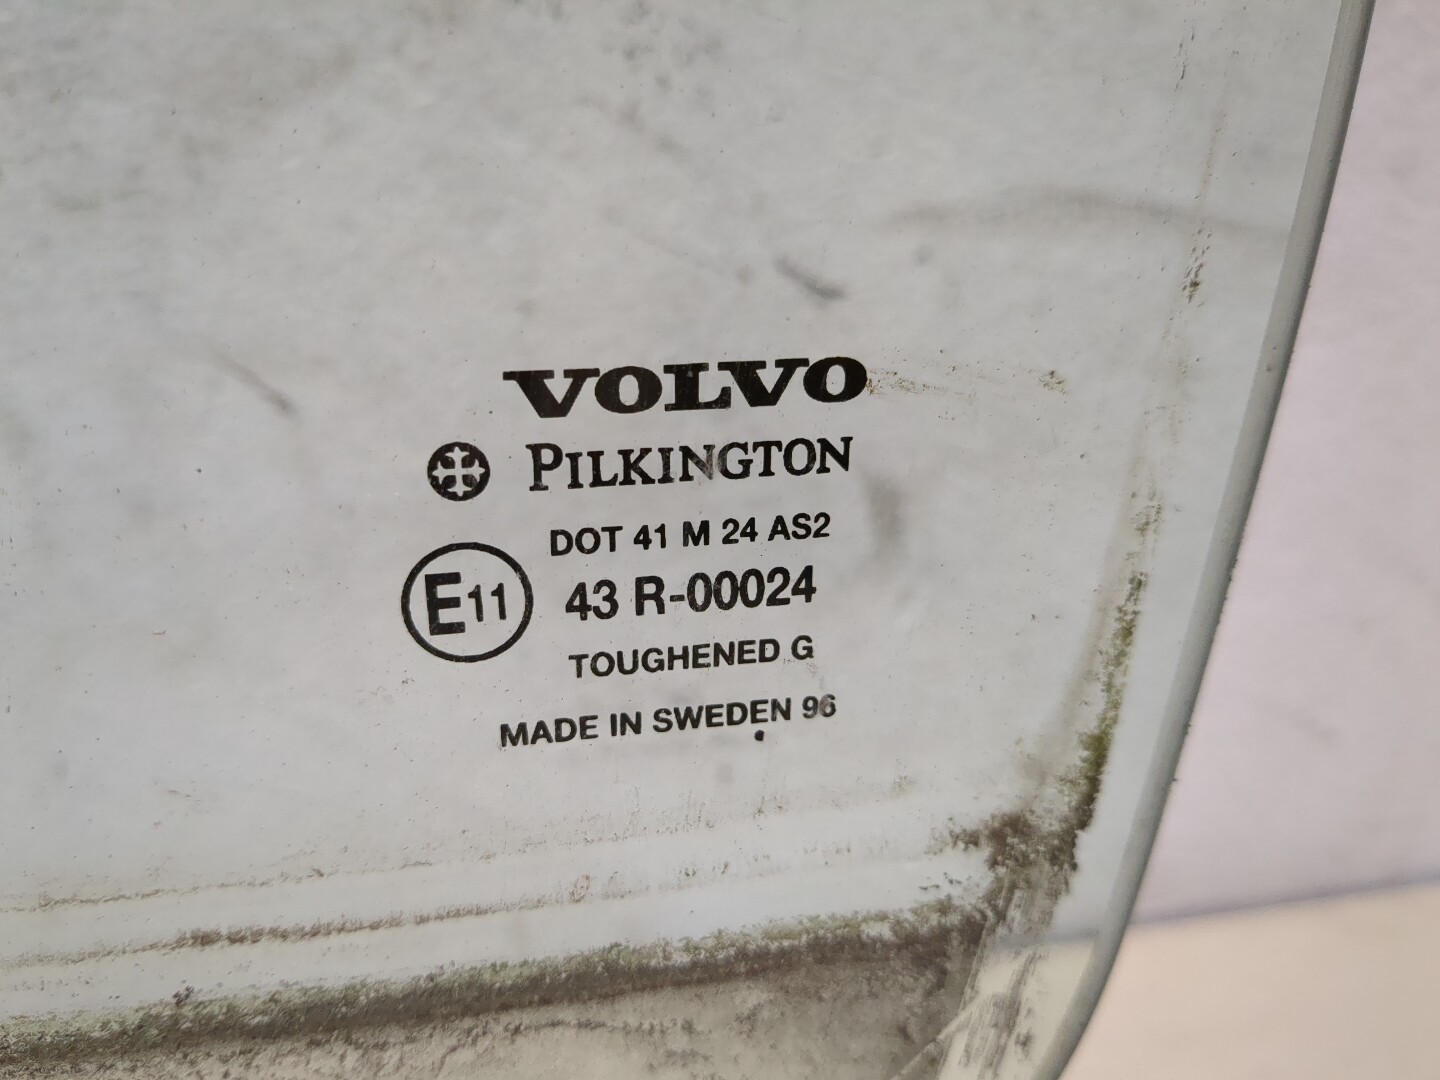 VOLVO
PILKINGTON
DOT 41 M 24 AS2
E11 43 R-00024
TOUGHENED G
MADE IN SWEDEN 96